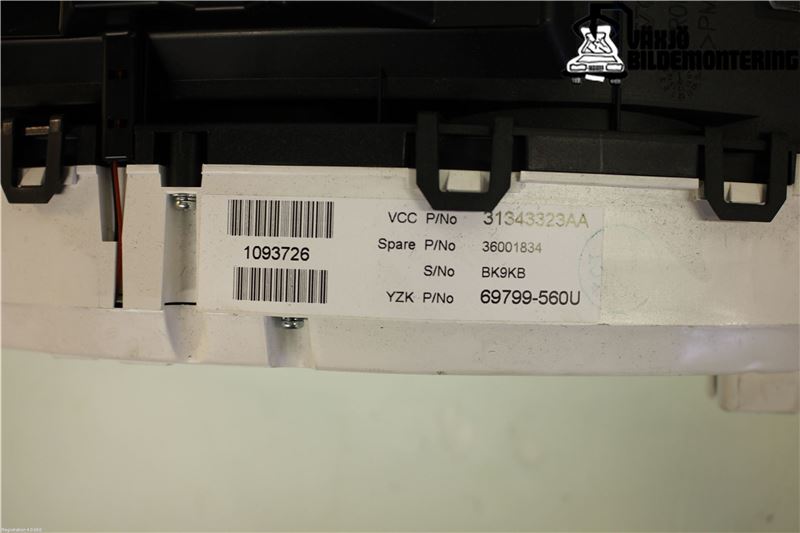 VÄXJÖ
BILDEMONTERING
VCC P/No 31343323AA
Spare P/No 36001834
1093726
S/No BK9KB
YZK P/No 69799-560U